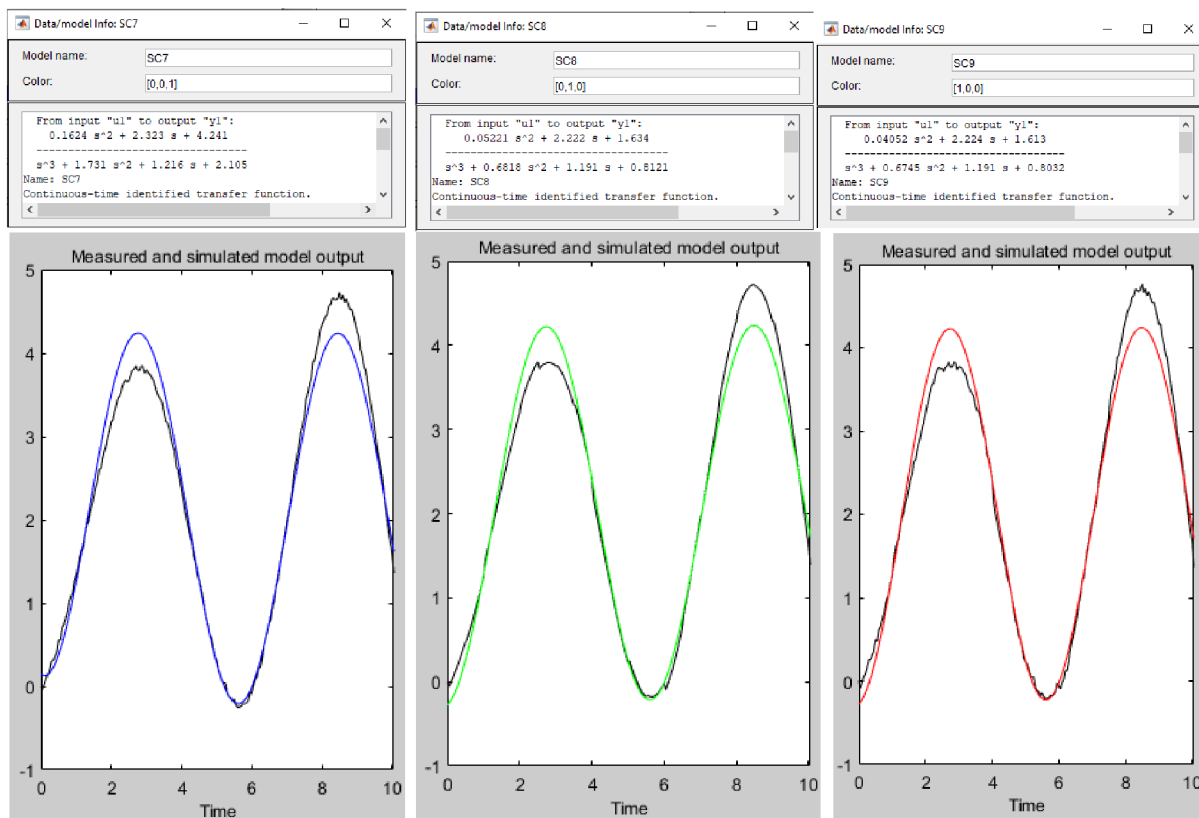 Data/model Info: SC7
Model name:
SC7
Color:
[0,0,1]
From input "u1" to output "y1":
0.1624 s^2 + 2.323 s + 4.241
---------------------------------
s^3 + 1.731 s^2 + 1.216 s + 2.105
Name: SC7
Continuous-time identified transfer function.
Measured and simulated model output
5
4
3
2
1
0
-1
0 2 4 6 8 10
Time
Data/model Info: SC8
Model name:
SC8
Color:
[0,1,0]
From input "u1" to output "y1":
0.05221 s^2 + 2.222 s + 1.634
-----------------------------------
s^3 + 0.6818 s^2 + 1.191 s + 0.8121
Name: SC8
Continuous-time identified transfer function.
Measured and simulated model output
5
4
3
2
1
0
-1
0 2 4 6 8 10
Time
Data/model Info: SC9
Model name:
SC9
Color:
[1,0,0]
From input "u1" to output "y1":
0.04052 s^2 + 2.224 s + 1.613
-----------------------------------
s^3 + 0.6745 s^2 + 1.191 s + 0.8032
Name: SC9
Continuous-time identified transfer function.
Measured and simulated model output
5
4
3
2
1
0
-1
0 2 4 6 8 10
Time